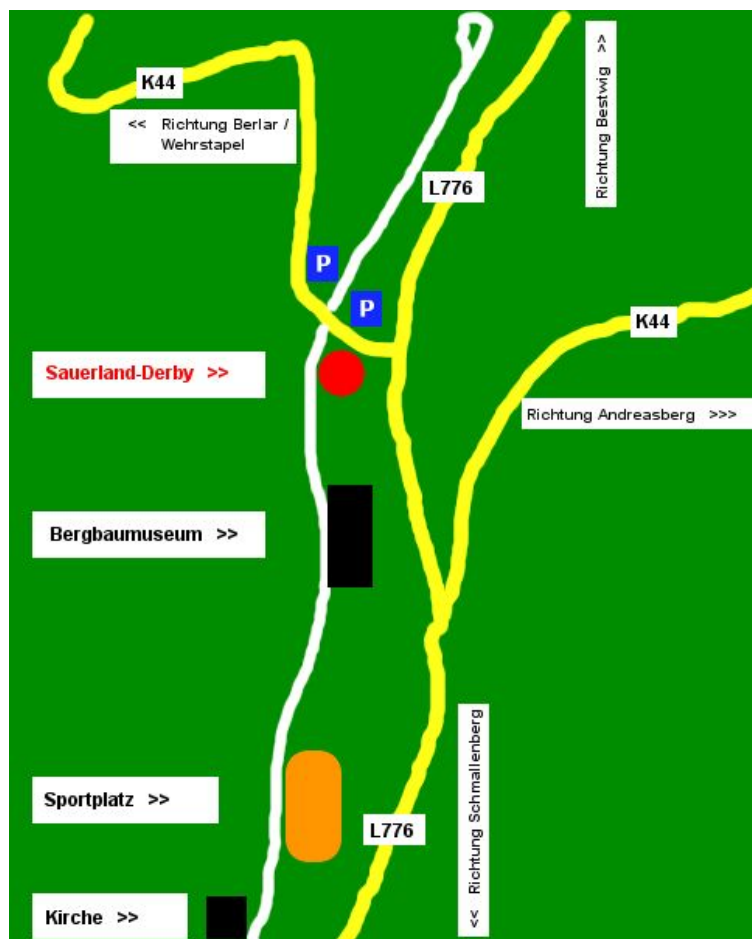 K44
<< Richtung Berlar /
Wehrstapel
Richtung Bestwig >>
L776
P
P
K44
Sauerland-Derby >>
Richtung Andreasberg >>>
Bergbaumuseum >>
<< Richtung Schmallenberg
Sportplatz >>
L776
Kirche >>